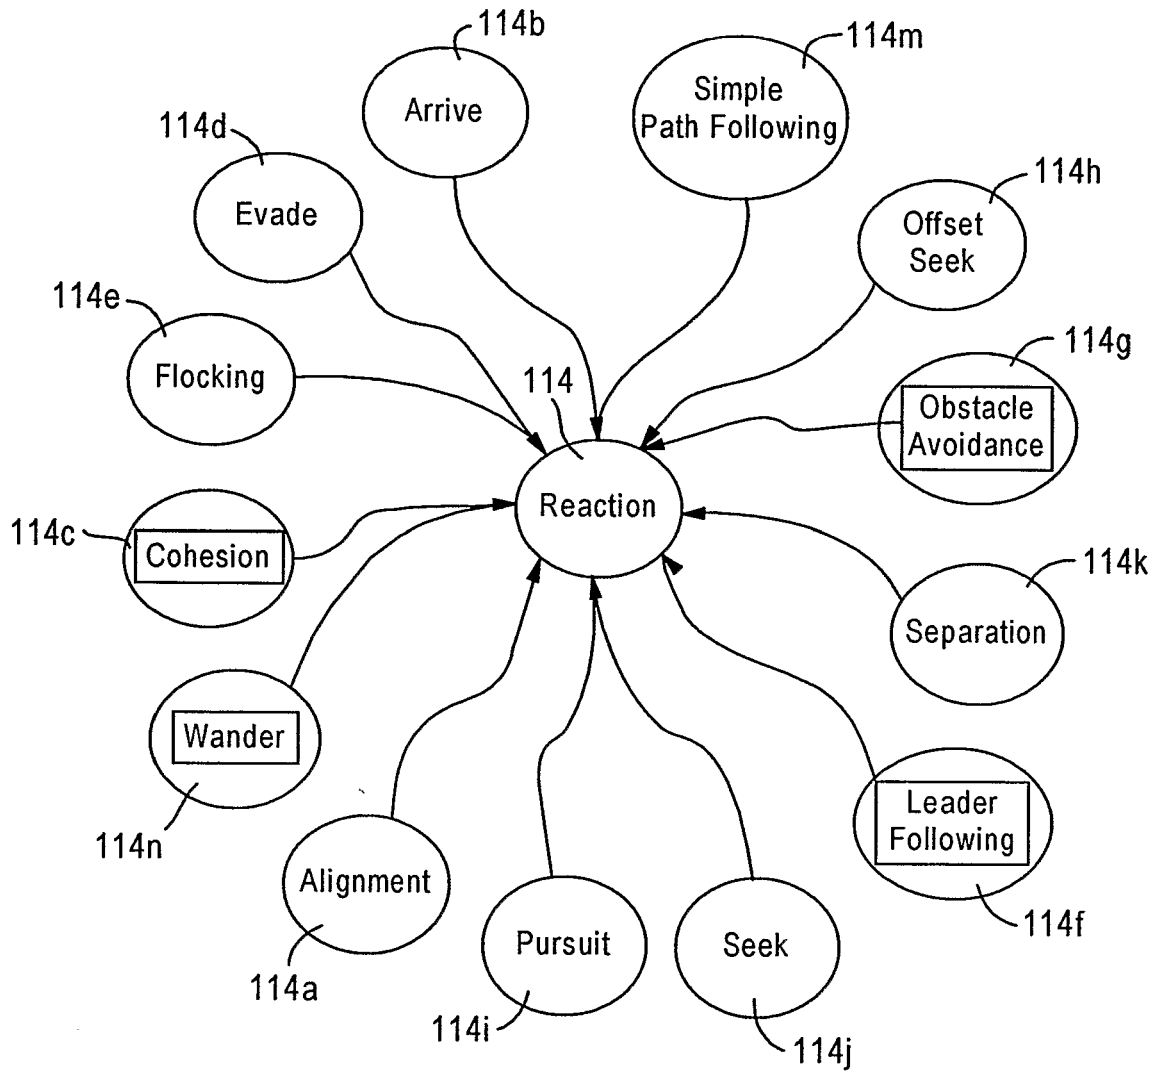 114b
Arrive
114m
Simple
Path Following
114d
Evade
114h
Offset
Seek
114e
Flocking
114g
Obstacle
Avoidance
114
Reaction
114c
Cohesion
114k
Separation
114n
Wander
114f
Leader
Following
114a
Alignment
114i
Pursuit
114j
Seek